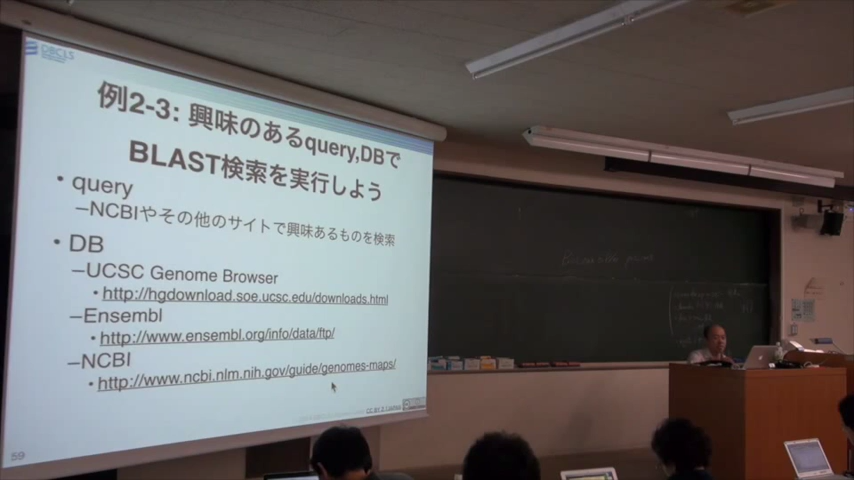 DBCLS
例2-3: 興味のあるquery,DBで
BLAST検索を実行しよう
• query
–NCBIやその他のサイトで興味あるものを検索
• DB
–UCSC Genome Browser
• http://hgdownload.soe.ucsc.edu/downloads.html
–Ensembl
• http://www.ensembl.org/info/data/ftp/
–NCBI
• http://www.ncbi.nlm.nih.gov/guide/genomes-maps/
59